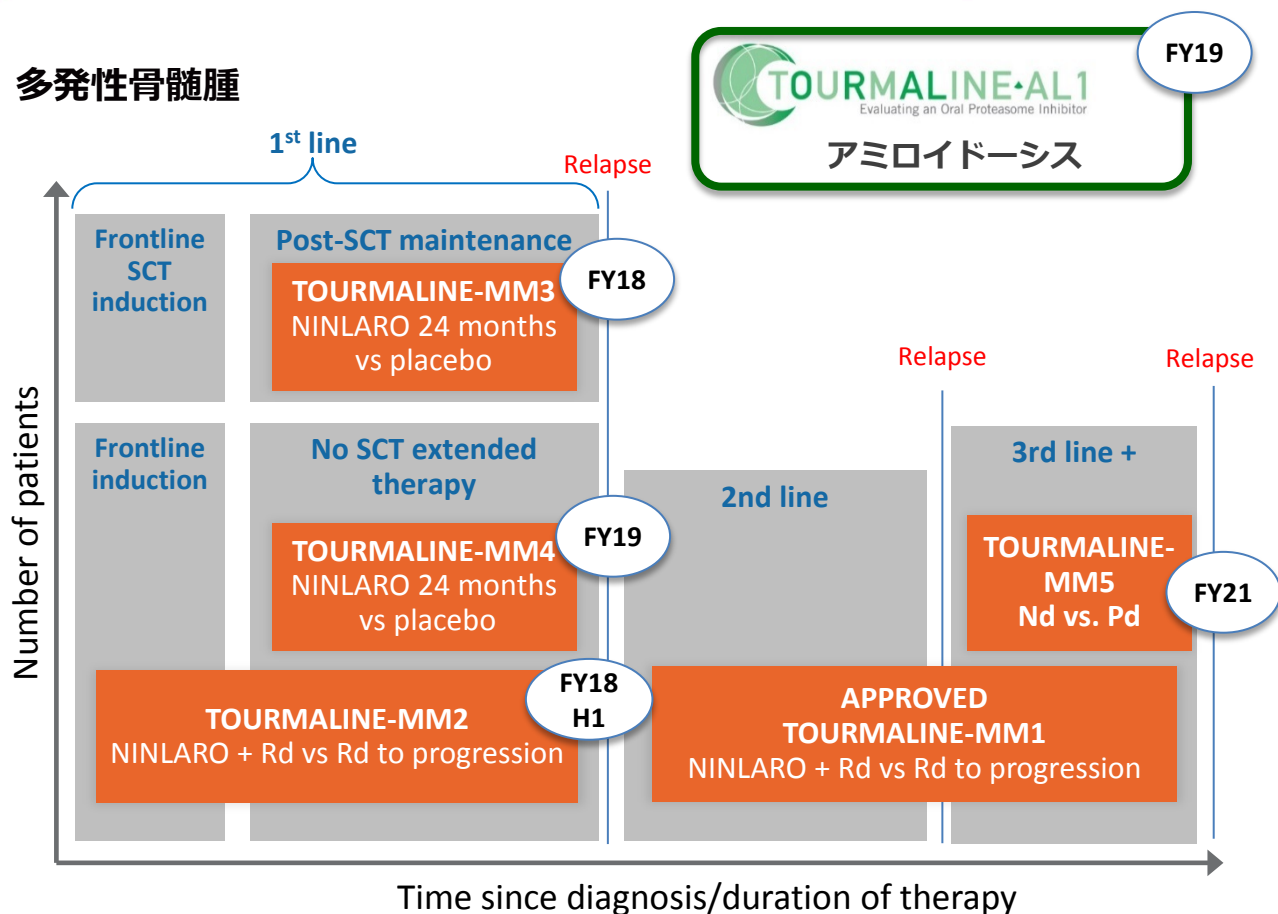 多発性骨髄腫
TOURMALINE•AL1
Evaluating an Oral Proteasome Inhibitor
アミロイドーシス
FY19
1st line
Relapse
Frontline
SCT
induction
Post-SCT maintenance
TOURMALINE-MM3
NINLARO 24 months
vs placebo
FY18
Relapse
Relapse
Frontline
induction
No SCT extended
therapy
TOURMALINE-MM4
NINLARO 24 months
vs placebo
FY19
2nd line
3rd line +
TOURMALINE-
MM5
Nd vs. Pd
FY21
TOURMALINE-MM2
NINLARO + Rd vs Rd to progression
FY18
H1
APPROVED
TOURMALINE-MM1
NINLARO + Rd vs Rd to progression
Number of patients
Time since diagnosis/duration of therapy